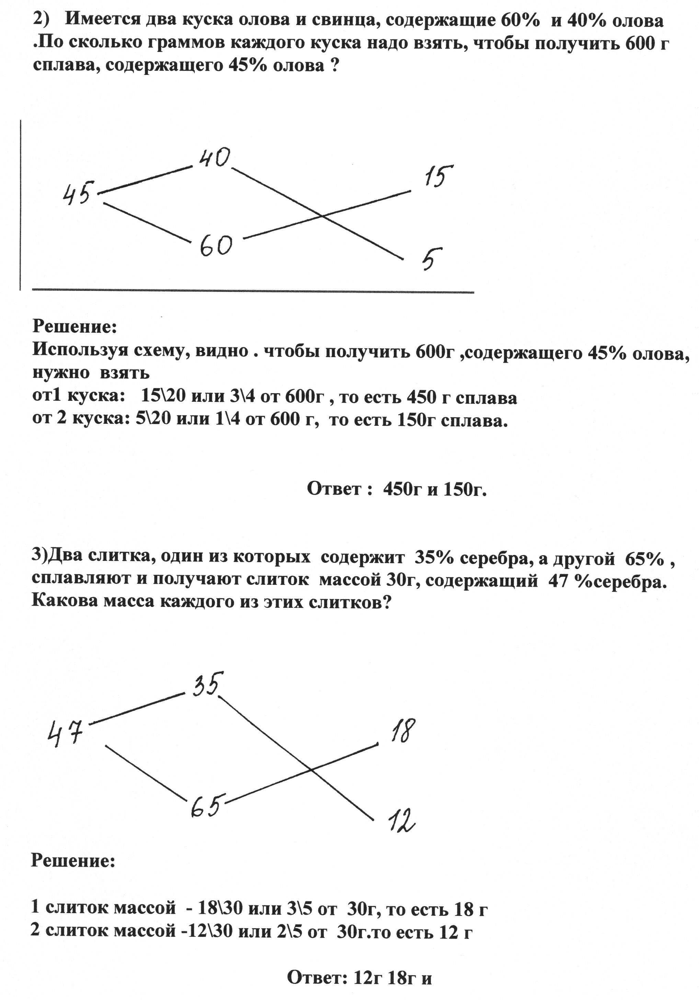 2) Имеется два куска олова и свинца, содержащие 60% и 40% олова
.По сколько граммов каждого куска надо взять, чтобы получить 600 г
сплава, содержащего 45% олова ?
40
15
45
60
5
Решение:
Используя схему, видно . чтобы получить 600г ,содержащего 45% олова,
нужно взять
от1 куска: 15\20 или 3\4 от 600г , то есть 450 г сплава
от 2 куска: 5\20 или 1\4 от 600 г, то есть 150г сплава.
Ответ : 450г и 150г.
3)Два слитка, один из которых содержит 35% серебра, а другой 65% ,
сплавляют и получают слиток массой 30г, содержащий 47 %серебра.
Какова масса каждого из этих слитков?
35
18
47
65
12
Решение:
1 слиток массой - 18\30 или 3\5 от 30г, то есть 18 г
2 слиток массой -12\30 или 2\5 от 30г.то есть 12 г
Ответ: 12г 18г и